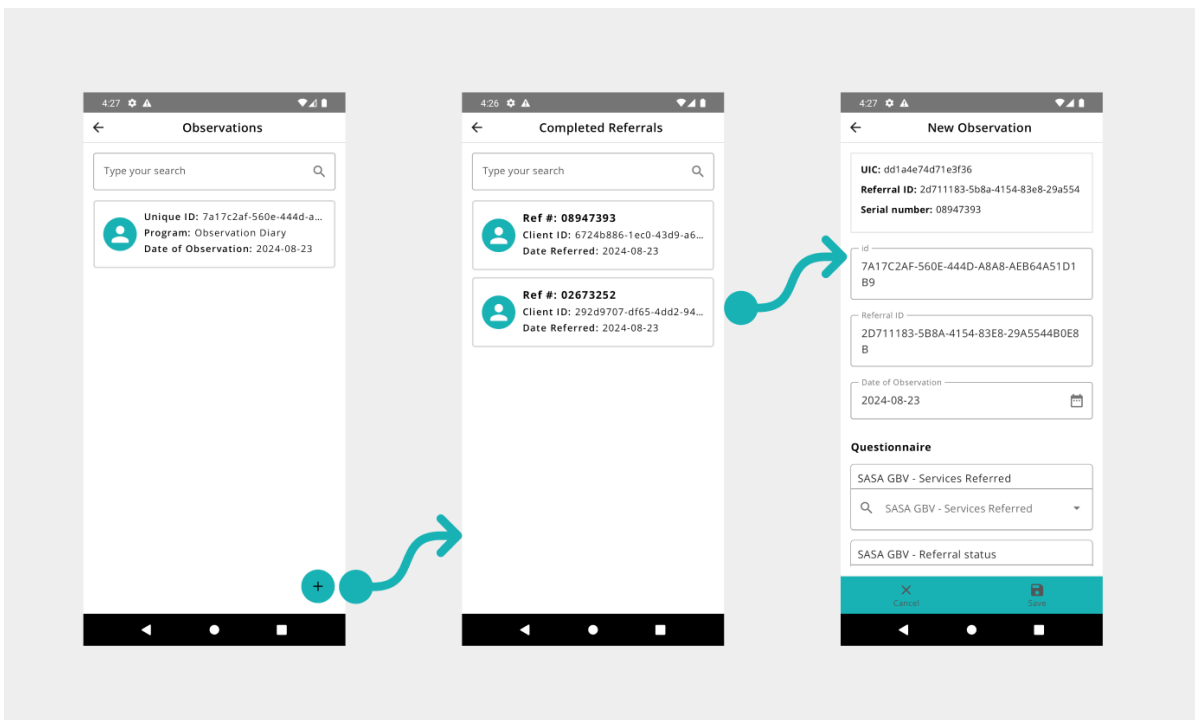 4:27
Observations
Type your search
Unique ID: 7a17c2af-560e-444d-a...
Program: Observation Diary
Date of Observation: 2024-08-23
+
4:26
Completed Referrals
Type your search
Ref #: 08947393
Client ID: 6724b886-1ec0-43d9-a6...
Date Referred: 2024-08-23
Ref #: 02673252
Client ID: 292d9707-df65-4dd2-94...
Date Referred: 2024-08-23
4:27
New Observation
UIC: dd1a4e74d71e3f36
Referral ID: 2d711183-5b8a-4154-83e8-29a554
Serial number: 08947393
id
7A17C2AF-560E-444D-A8A8-AEB64A51D1
B9
Referral ID
2D711183-5B8A-4154-83E8-29A5544B0E8
B
Date of Observation
2024-08-23
Questionnaire
SASA GBV - Services Referred
SASA GBV - Services Referred
SASA GBV - Referral status
Cancel
Save